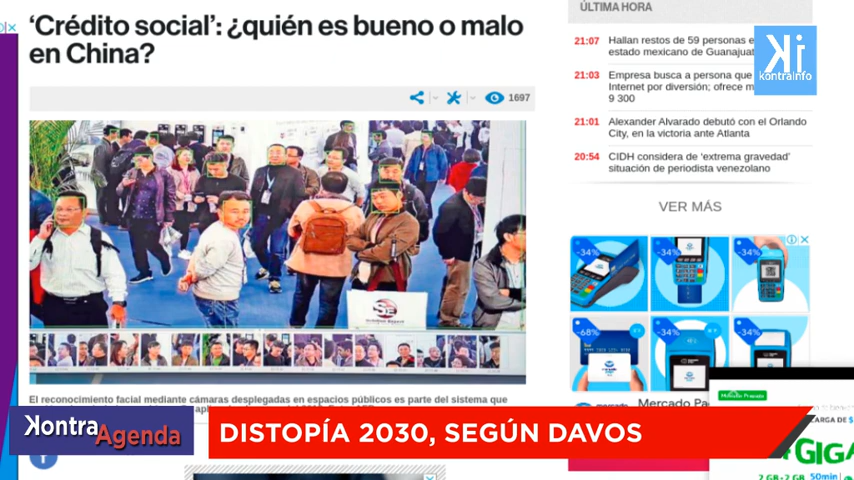 ‘Crédito social’: ¿quién es bueno o malo
en China?
1697
El reconocimiento facial mediante cámaras desplegadas en espacios públicos es parte del sistema que
ÚLTIMA HORA
21:07 Hallan restos de 59 personas
estado mexicano de Guanajuat
21:03 Empresa busca a persona que
Internet por diversión; ofrece m
9 300
21:01 Alexander Alvarado debutó con el Orlando
City, en la victoria ante Atlanta
20:54 CIDH considera de ‘extrema gravedad’
situación de periodista venezolano
VER MÁS
Ki
kontrainfo
-34% -34% -34%
-68% -34% -34%
Mercado Pa
CARGA DE $
GIGA
2 GB+2 GB 50min
Kontra
Agenda
DISTOPÍA 2030, SEGÚN DAVOS